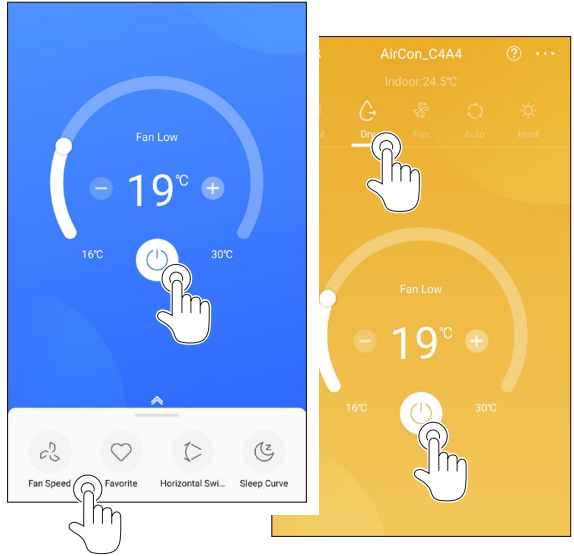 Fan Low
19°C
16°C
30°C
Fan Speed
Favorite
Horizontal Swi...
Sleep Curve
AirCon_C4A4
Indoor:24.5°C
Dry
Fan
Auto
Heat
Fan Low
19°C
16°C
30°C